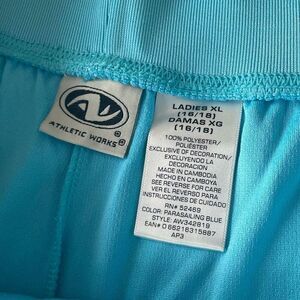 AW
ATHLETIC WORKS®
LADIES XL
(16/18)
DAMAS XG
(16/18)
100% POLYESTER/
POLIÉSTER
EXCLUSIVE OF DECORATION/
EXCLUYENDO LA
DECORACIÓN
MADE IN CAMBODIA
HECHO EN CAMBOYA
SEE REVERSE FOR CARE
VER EL REVERSO PARA
INSTRUCCIONES DE
CUIDADO
RN# 52469
COLOR: PARASAILING BLUE
STYLE: AW342819
EAN# 0 66218315887
AP3